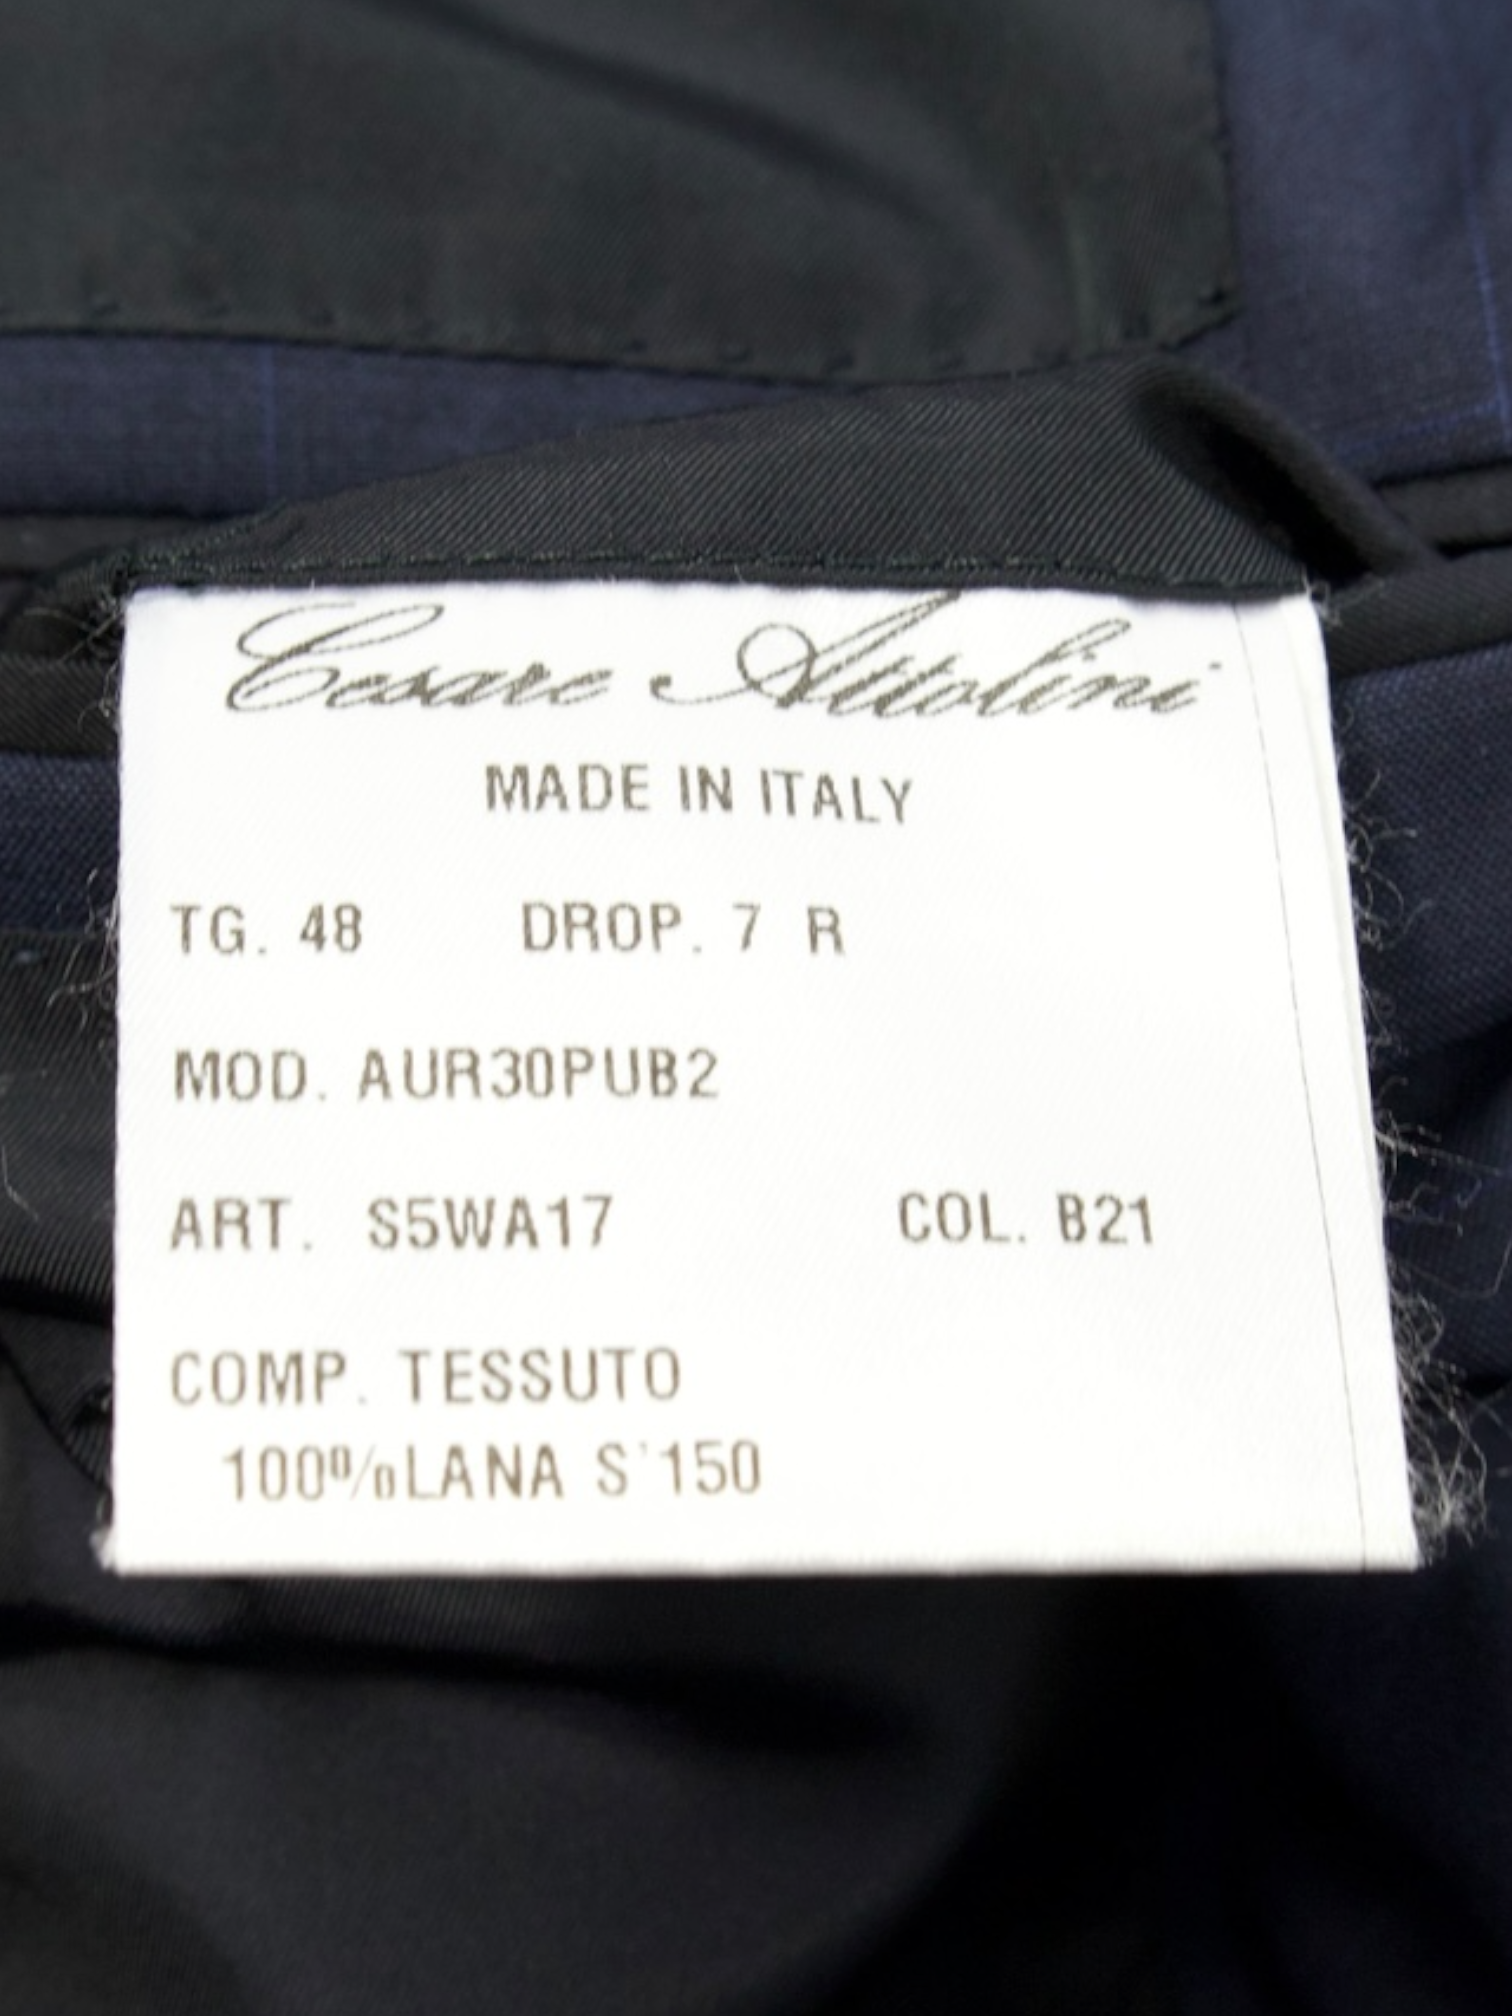 Cesare Attolini
MADE IN ITALY
TG. 48 DROP. 7 R
MOD. AUR30PUB2
ART. S5WA17 COL. B21
COMP. TESSUTO
100%LANA S'150